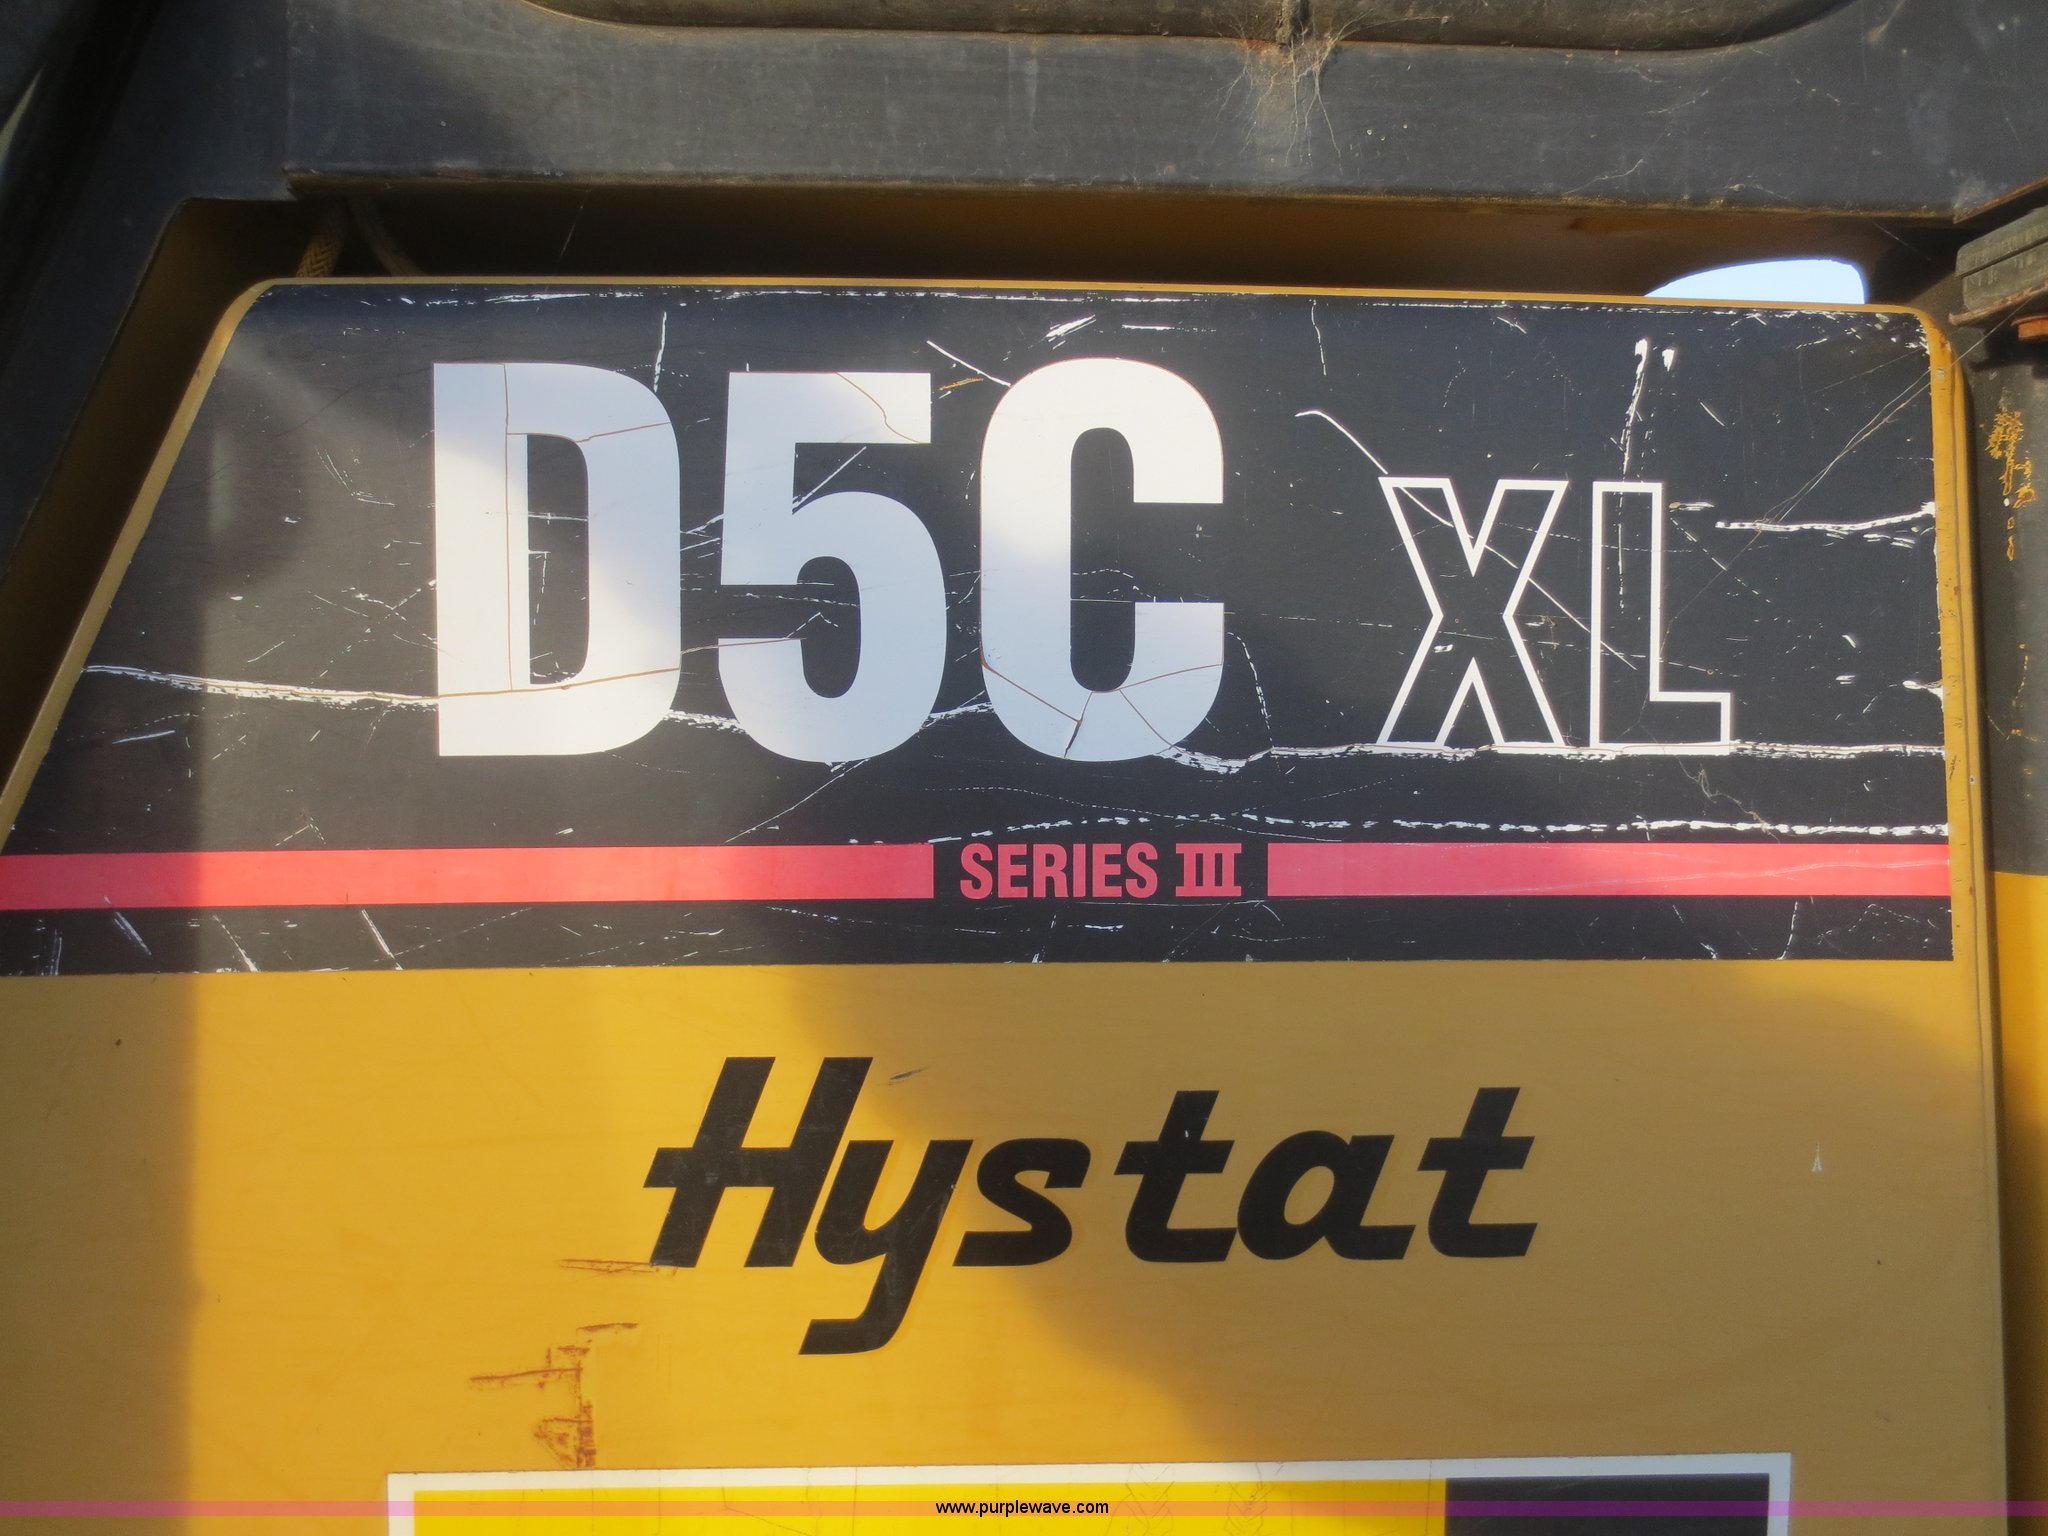 D5C XL
SERIES III
Hystat
www.purplewave.com